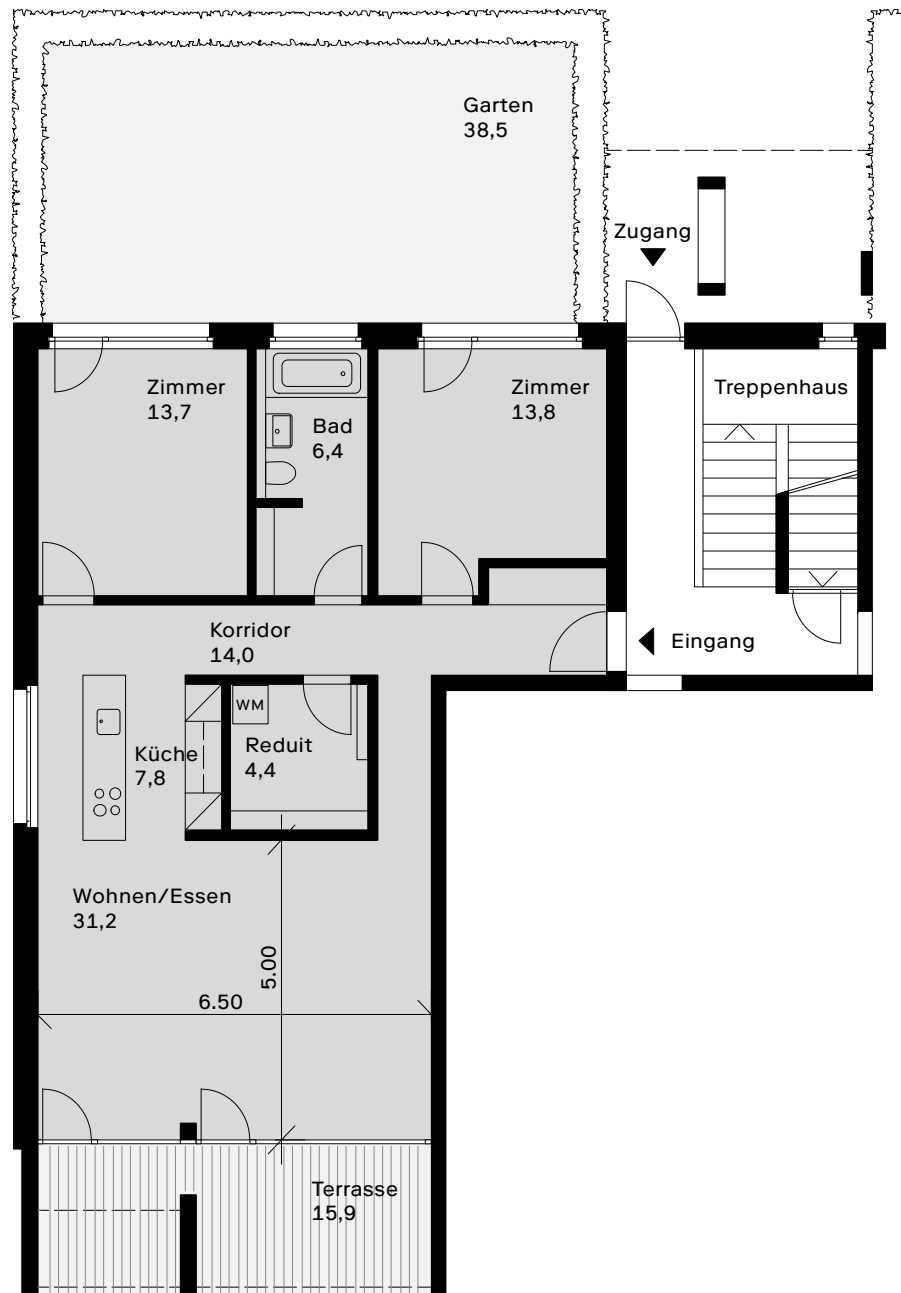 Garten
38,5
Zugang
Zimmer
13,7
Bad
6,4
Zimmer
13,8
Treppenhaus
Korridor
14,0
Eingang
WM
Küche
7,8
Reduit
4,4
Wohnen/Essen
31,2
5.00
6.50
Terrasse
15,9